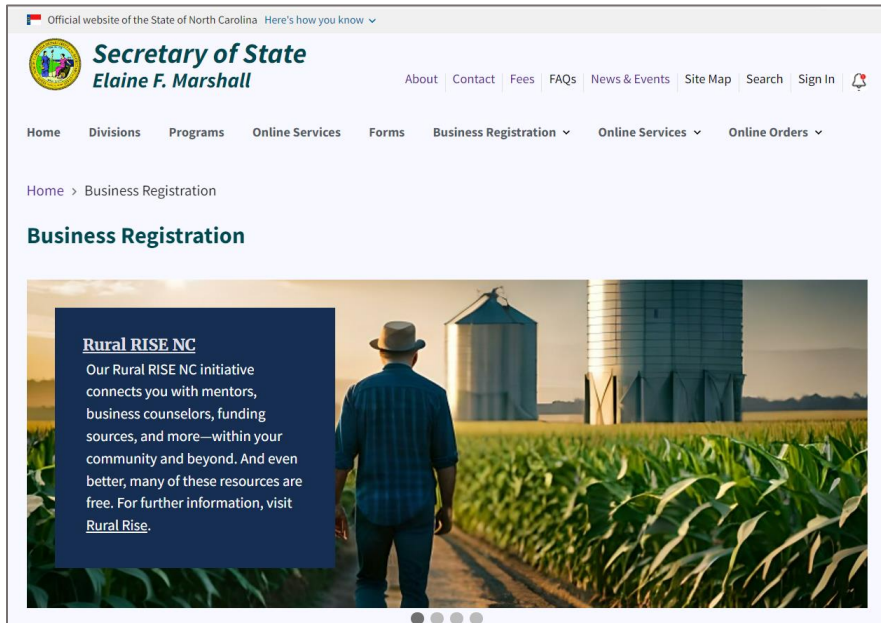 Official website of the State of North Carolina Here's how you know
Secretary of State
Elaine F. Marshall
About Contact Fees FAQs News & Events Site Map Search Sign In
Home Divisions Programs Online Services Forms Business Registration Online Services Online Orders
Home > Business Registration
Business Registration
Rural RISE NC
Our Rural RISE NC initiative
connects you with mentors,
business counselors, funding
sources, and more—within your
community and beyond. And even
better, many of these resources are
free. For further information, visit
Rural Rise.